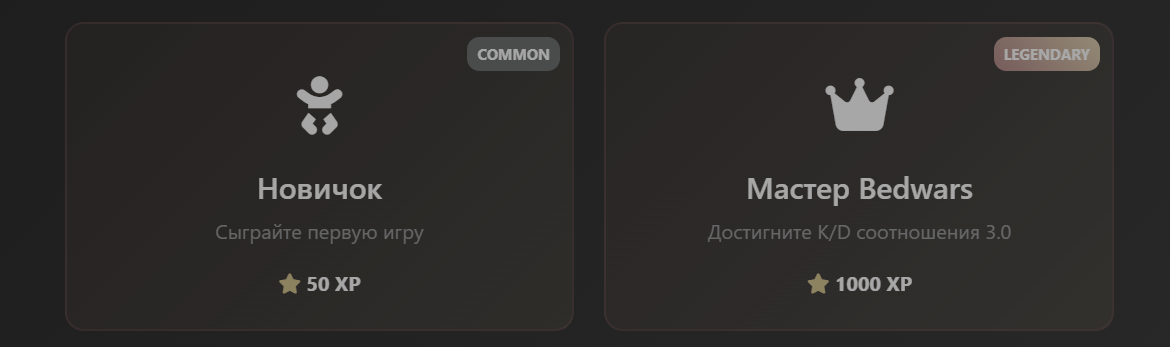 COMMON
Новичок
Сыграйте первую игру
50 XP
LEGENDARY
Мастер Bedwars
Достигните K/D соотношения 3.0
1000 XP